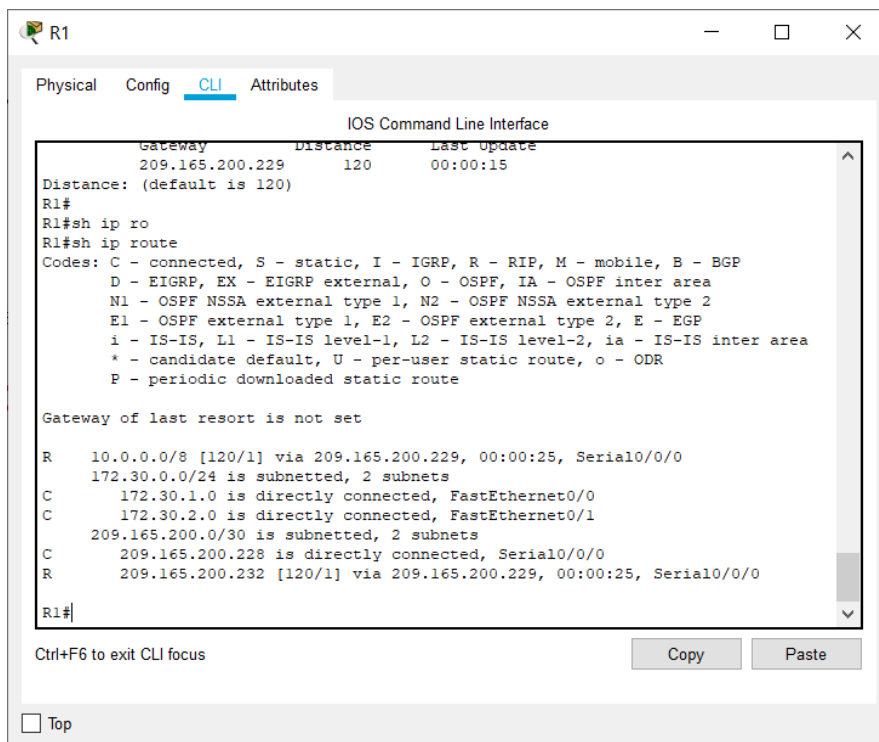 R1
Physical Config CLI Attributes
IOS Command Line Interface
Gateway Distance Last Update
209.165.200.229 120 00:00:15
Distance: (default is 120)
R1#
R1#sh ip ro
R1#sh ip route
Codes: C - connected, S - static, I - IGRP, R - RIP, M - mobile, B - BGP
D - EIGRP, EX - EIGRP external, O - OSPF, IA - OSPF inter area
N1 - OSPF NSSA external type 1, N2 - OSPF NSSA external type 2
E1 - OSPF external type 1, E2 - OSPF external type 2, E - EGP
i - IS-IS, L1 - IS-IS level-1, L2 - IS-IS level-2, ia - IS-IS inter area
* - candidate default, U - per-user static route, o - ODR
P - periodic downloaded static route
Gateway of last resort is not set
R 10.0.0.0/8 [120/1] via 209.165.200.229, 00:00:25, Serial0/0/0
172.30.0.0/24 is subnetted, 2 subnets
C 172.30.1.0 is directly connected, FastEthernet0/0
C 172.30.2.0 is directly connected, FastEthernet0/1
209.165.200.0/30 is subnetted, 2 subnets
C 209.165.200.228 is directly connected, Serial0/0/0
R 209.165.200.232 [120/1] via 209.165.200.229, 00:00:25, Serial0/0/0
R1#
Ctrl+F6 to exit CLI focus
Copy Paste
Top